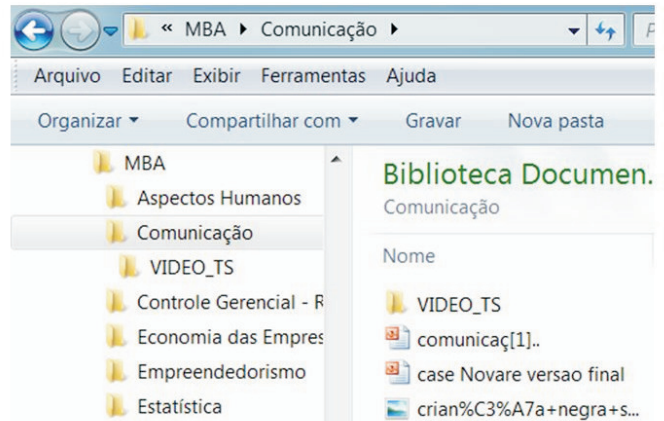 « MBA Comunicação
Arquivo Editar Exibir Ferramentas Ajuda
Organizar Compartilhar com Gravar Nova pasta
MBA
Aspectos Humanos
Comunicação
VIDEO_TS
Controle Gerencial - R
Economia das Empres
Empreendedorismo
Estatística
Biblioteca Documen.
Comunicação
Nome
VIDEO_TS
comunicaç[1]..
case Novare versao final
crian%C3%A7a+negra+s...